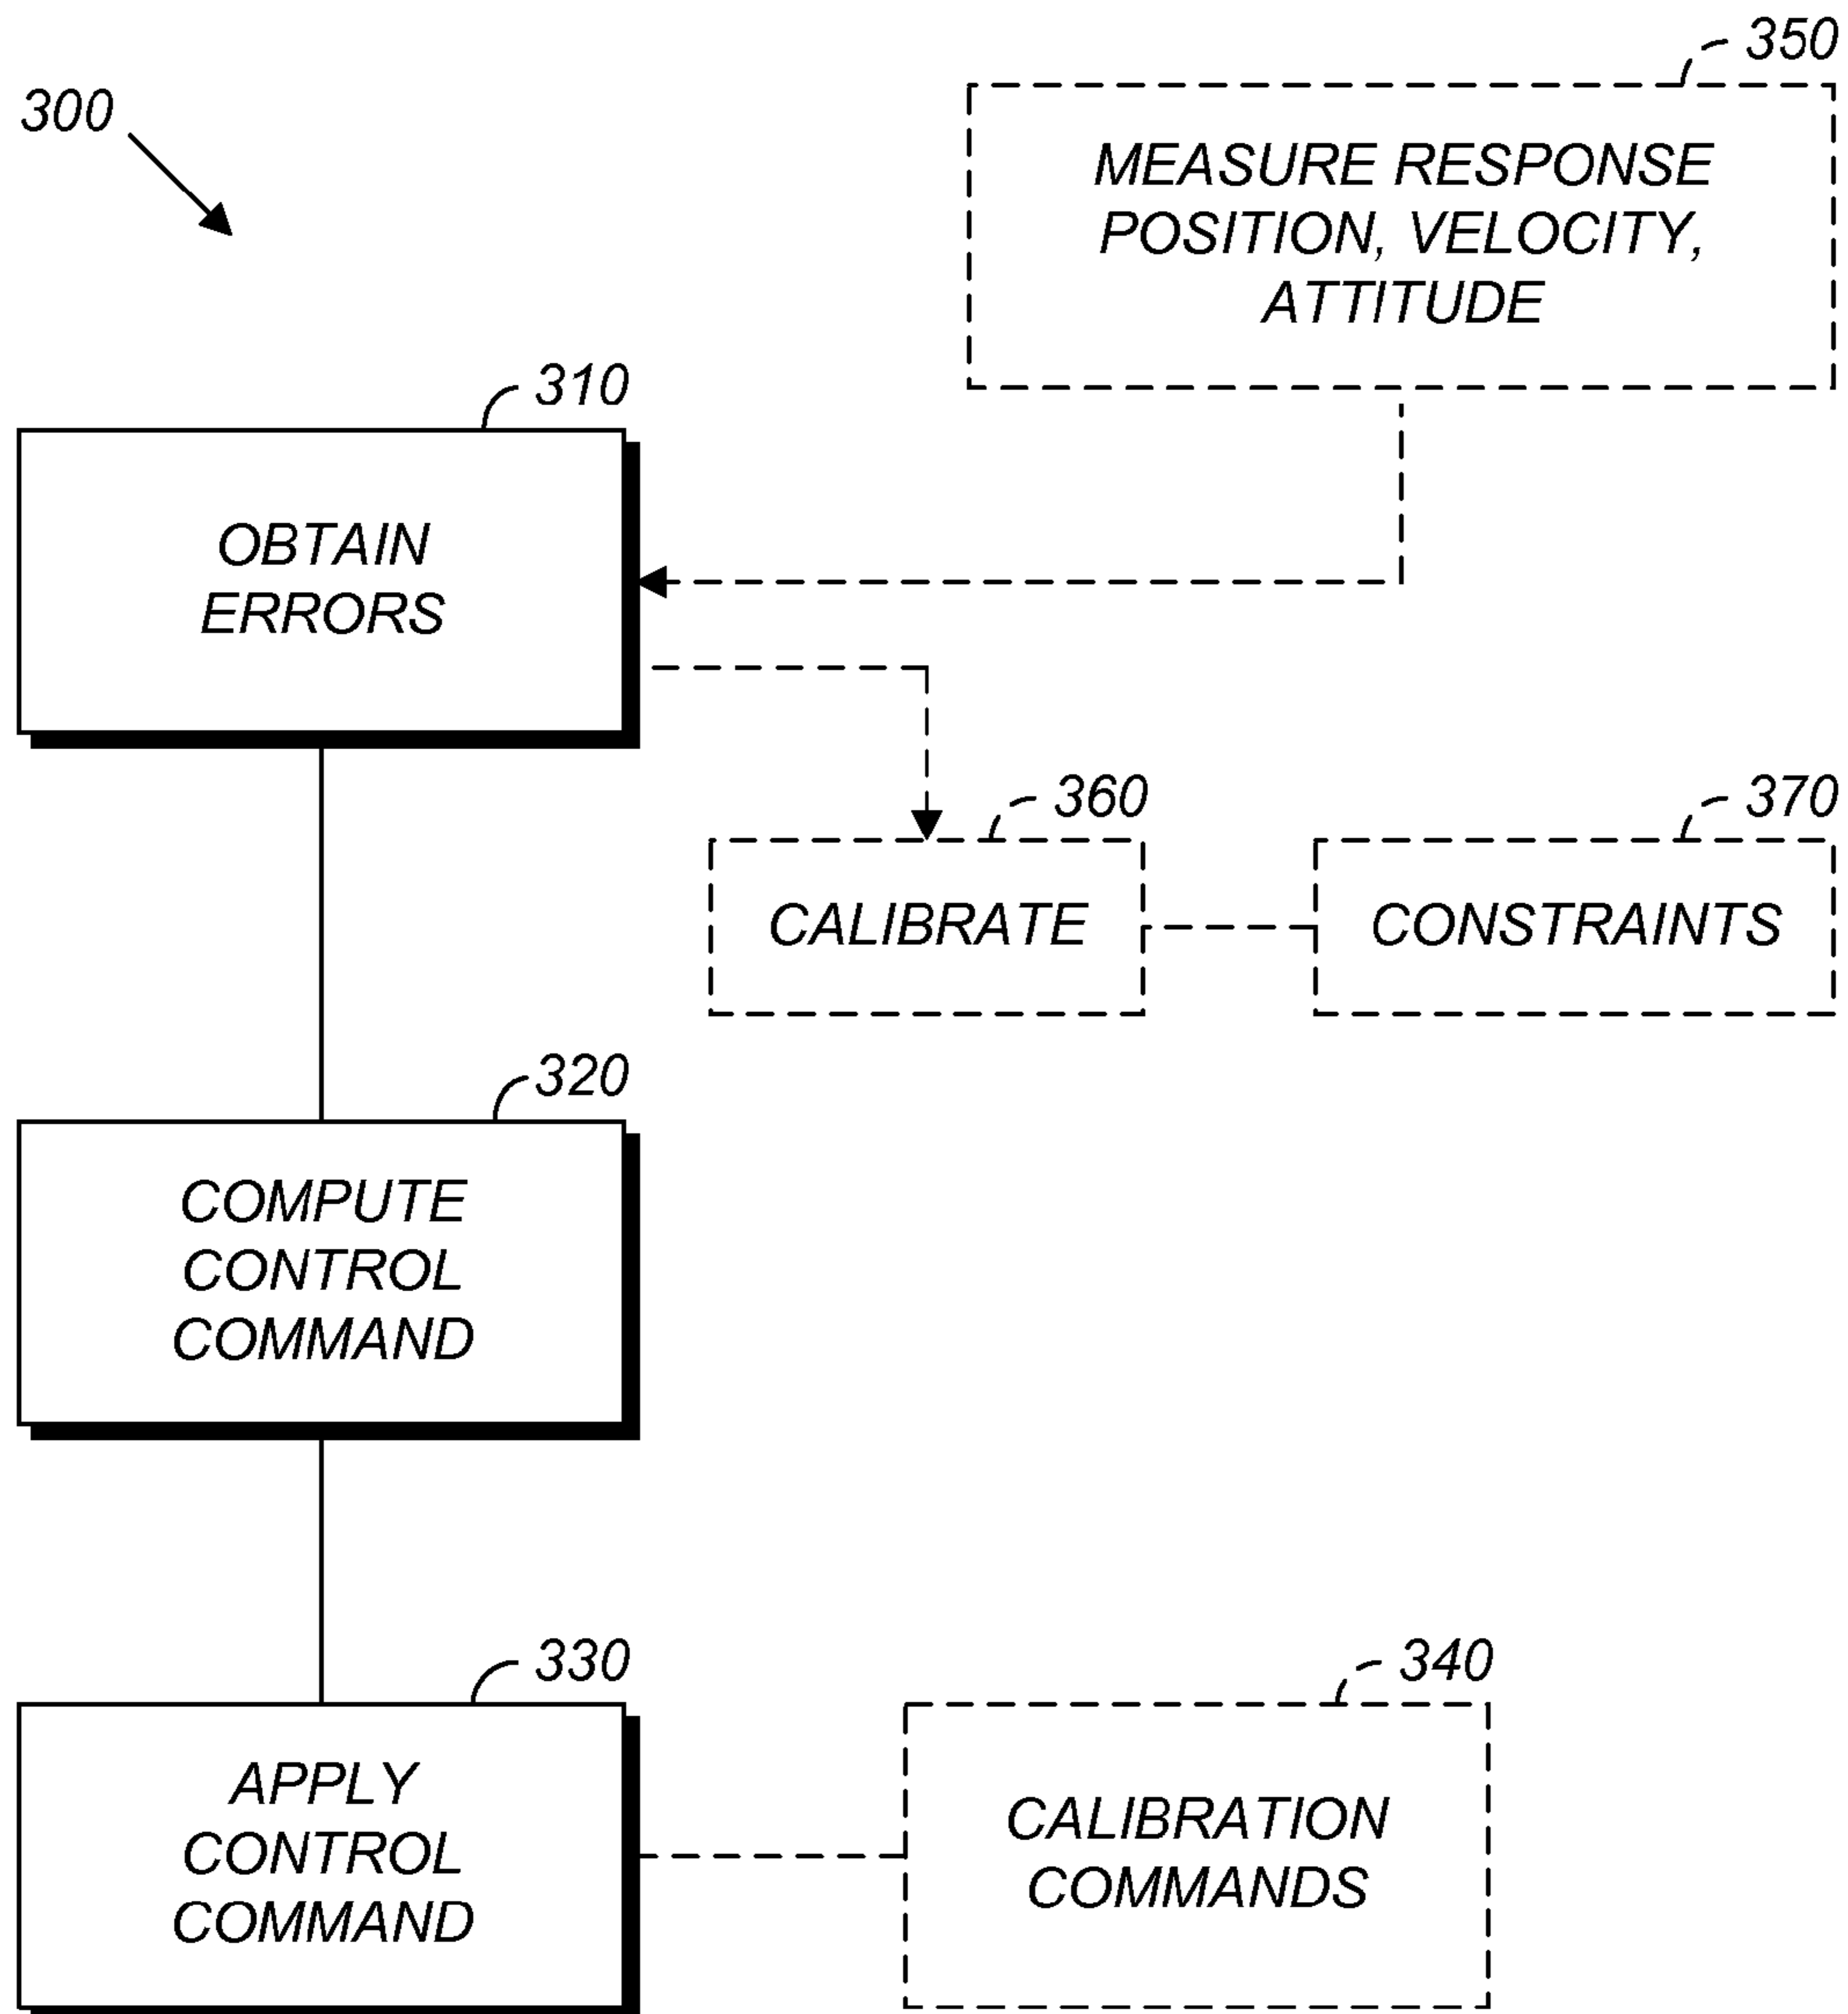 350
300
MEASURE RESPONSE
POSITION, VELOCITY,
ATTITUDE
310
OBTAIN
ERRORS
360
370
CALIBRATE
CONSTRAINTS
320
COMPUTE
CONTROL
COMMAND
330
340
APPLY
CONTROL
COMMAND
CALIBRATION
COMMANDS